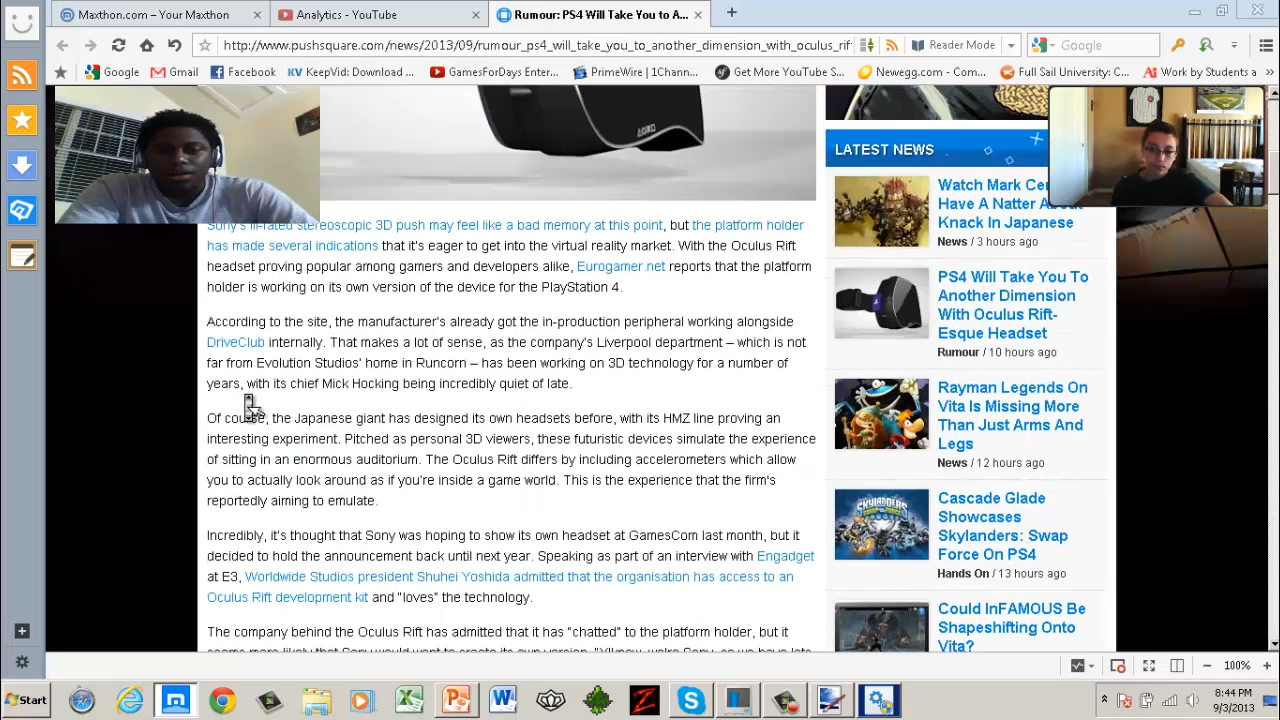 Maxthon.com – Your Maxthon
Analytics - YouTube
Rumour: PS4 Will Take You to A...
http://www.pushsquare.com/news/2013/09/rumour_ps4_will_take_you_to_another_dimension_with_oculus_rif
Reader Mode
Google
Google
Gmail
Facebook
KV KeepVid: Download ...
GamesForDays Enter...
PrimeWire | 1Chann...
Get More YouTube S...
Newegg.com - Com...
Full Sail University: C...
Ai Work by Students a
LATEST NEWS
Sony's ill-rated stereoscopic 3D push may feel like a bad memory at this point, but the platform holder
has made several indications that it's eager to get into the virtual reality market. With the Oculus Rift
headset proving popular among gamers and developers alike, Eurogamer.net reports that the platform
holder is working on its own version of the device for the PlayStation 4.
According to the site, the manufacturer's already got the in-production peripheral working alongside
DriveClub internally. That makes a lot of sense, as the company's Liverpool department – which is not
far from Evolution Studios' home in Runcorn – has been working on 3D technology for a number of
years, with its chief Mick Hocking being incredibly quiet of late.
Of course, the Japanese giant has designed its own headsets before, with its HMZ line proving an
interesting experiment. Pitched as personal 3D viewers, these futuristic devices simulate the experience
of sitting in an enormous auditorium. The Oculus Rift differs by including accelerometers which allow
you to actually look around as if you're inside a game world. This is the experience that the firm's
reportedly aiming to emulate.
Incredibly, it's thought that Sony was hoping to show its own headset at GamesCom last month, but it
decided to hold the announcement back until next year. Speaking as part of an interview with Engadget
at E3, Worldwide Studios president Shuhei Yoshida admitted that the organisation has access to an
Oculus Rift development kit and "loves" the technology.
The company behind the Oculus Rift has admitted that it has "chatted" to the platform holder, but it
Watch Mark Ce
Have A Natter About
Knack In Japanese
News / 3 hours ago
PS4 Will Take You To
Another Dimension
With Oculus Rift-
Esque Headset
Rumour / 10 hours ago
Rayman Legends On
Vita Is Missing More
Than Just Arms And
Legs
News / 12 hours ago
SKYLANDERS
SWAP FORCE
Cascade Glade
Showcases
Skylanders: Swap
Force On PS4
Hands On / 13 hours ago
Could InFAMOUS Be
Shapeshifting Onto
Vita?
100%
Start
8:44 PM
9/3/2013